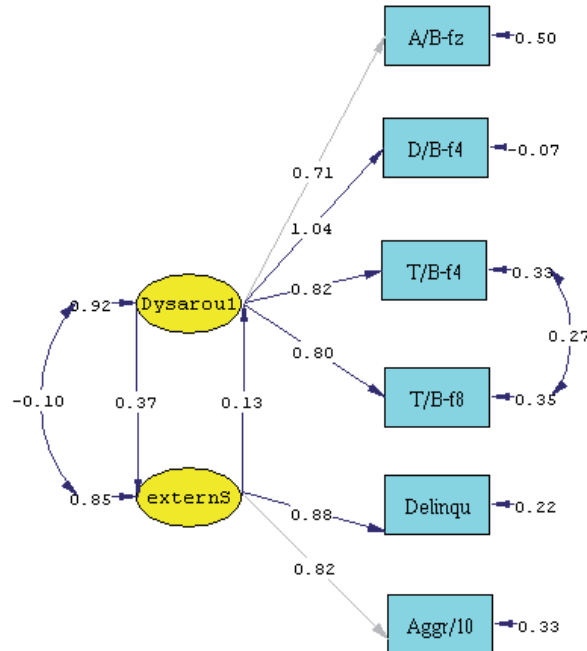 A/B-fz
0.50
D/B-f4
-0.07
0.71
1.04
T/B-f4
0.33
0.82
0.92
Dysarou1
0.27
0.80
-0.10
0.37
0.13
T/B-f8
0.35
0.85
externS
0.88
Delinqu
0.22
0.82
Aggr/10
0.33